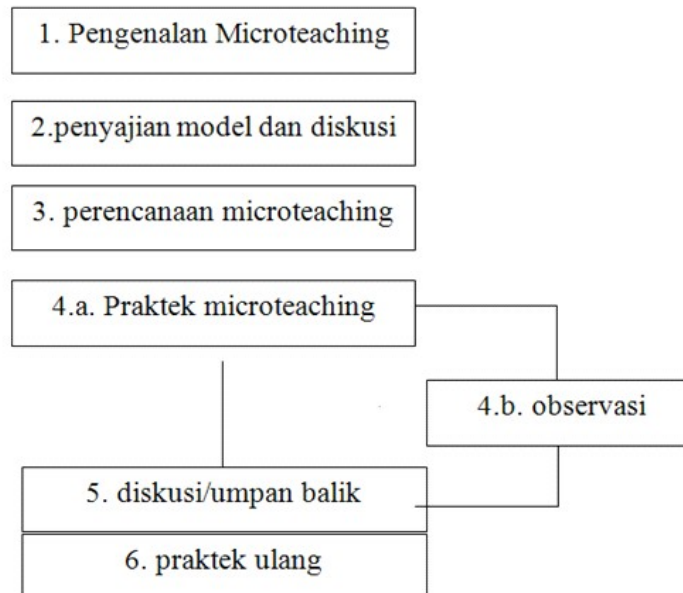 1. Pengenalan Microteaching
2.penyajian model dan diskusi
3. perencanaan microteaching
4.a. Praktek microteaching
4.b. observasi
5. diskusi/umpan balik
6. praktek ulang